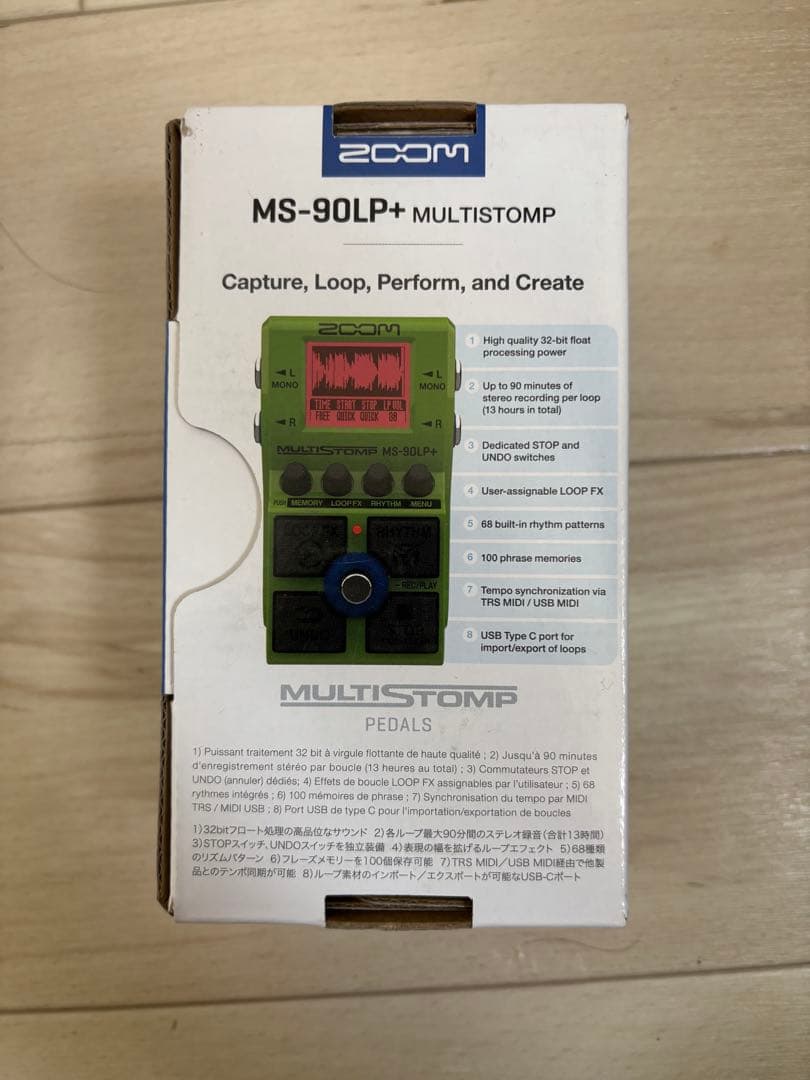 ZOOM
MS-90LP+ MULTISTOMP
Capture, Loop, Perform, and Create
ZOOM
L
MONO
R
L
MONO
R
TIME START STOP LP VOL
FREE QUICK QUICK 80
MULTISTOMP MS-90LP+
PUSH MEMORY LOOP FX RHYTHM MENU
RHYTHM
REC/PLAY
UNDO
1 High quality 32-bit float
processing power
2 Up to 90 minutes of
stereo recording per loop
(13 hours in total)
3 Dedicated STOP and
UNDO switches
4 User-assignable LOOP FX
5 68 built-in rhythm patterns
6 100 phrase memories
7 Tempo synchronization via
TRS MIDI / USB MIDI
8 USB Type C port for
import/export of loops
MULTISTOMP
PEDALS
1) Puissant traitement 32 bit à virgule flottante de haute qualité ; 2) Jusqu'à 90 minutes
d'enregistrement stéréo par boucle (13 heures au total) ; 3) Commutateurs STOP et
UNDO (annuler) dédiés; 4) Effets de boucle LOOP FX assignables par l'utilisateur ; 5) 68
rythmes intégrés ; 6) 100 mémoires de phrase ; 7) Synchronisation du tempo par MIDI
TRS / MIDI USB ; 8) Port USB de type C pour l'importation/exportation de boucles
1)32bitフロート処理の高品位なサウンド 2)各ループ最大90分間のステレオ録音(合計13時間)
3)STOPスイッチ、UNDOスイッチを独立装備 4)表現の幅を拡げるループエフェクト 5)68種類
のリズムパターン 6)フレーズメモリーを100個保存可能 7)TRS MIDI／USB MIDI経由で他製
品とのテンポ同期が可能 8)ループ素材のインポート／エクスポートが可能なUSB-Cポート